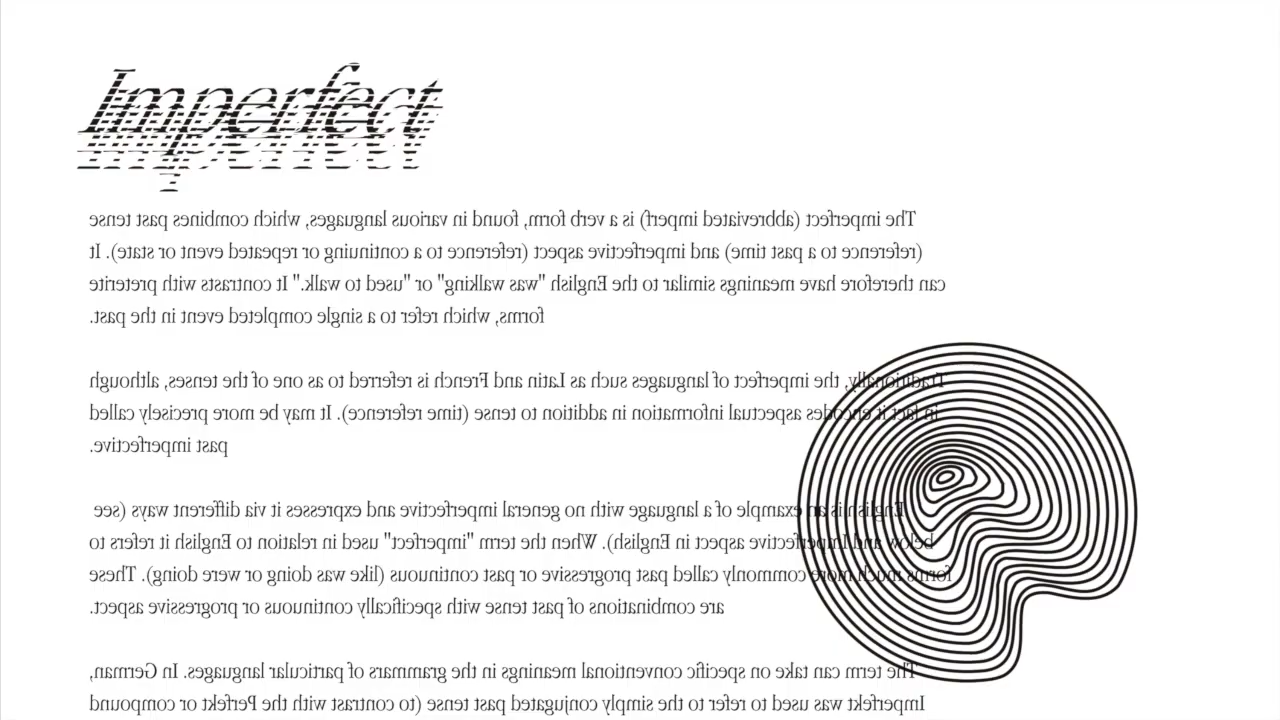 Imperfect
The imperfect (abbreviated imperf) is a verb form, found in various languages, which combines past tense
(reference to a past time) and imperfective aspect (reference to a continuing or repeated event or state). It
can therefore have meanings similar to the English "was walking" or "used to walk." It contrasts with preterite
forms, which refer to a single completed event in the past.
Traditionally, the imperfect of languages such as Latin and French is referred to as one of the tenses, although
in fact it encodes aspectual information in addition to tense (time reference). It may be more precisely called
past imperfective.
English is an example of a language with no general imperfective and expresses it via different ways (see
below and Imperfective aspect in English). When the term "imperfect" used in relation to English it refers to
forms much more commonly called past progressive or past continuous (like was doing or were doing). These
are combinations of past tense with specifically continuous or progressive aspect.
The term can take on specific conventional meanings in the grammars of particular languages. In German,
Imperfekt was used to refer to the simply conjugated past tense (to contrast with the Perfekt or compound